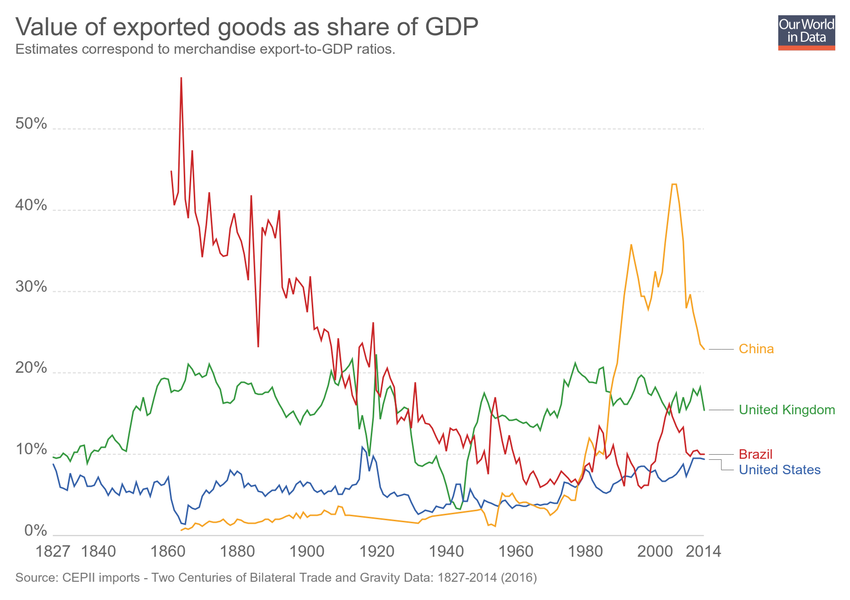 Value of exported goods as share of GDP
Estimates correspond to merchandise export-to-GDP ratios.
Our World
in Data
50%
40%
30%
20%
10%
0%
1827 1840 1860 1880 1900 1920 1940 1960 1980 2000 2014
China
United Kingdom
Brazil
United States
Source: CEPII imports - Two Centuries of Bilateral Trade and Gravity Data: 1827-2014 (2016)